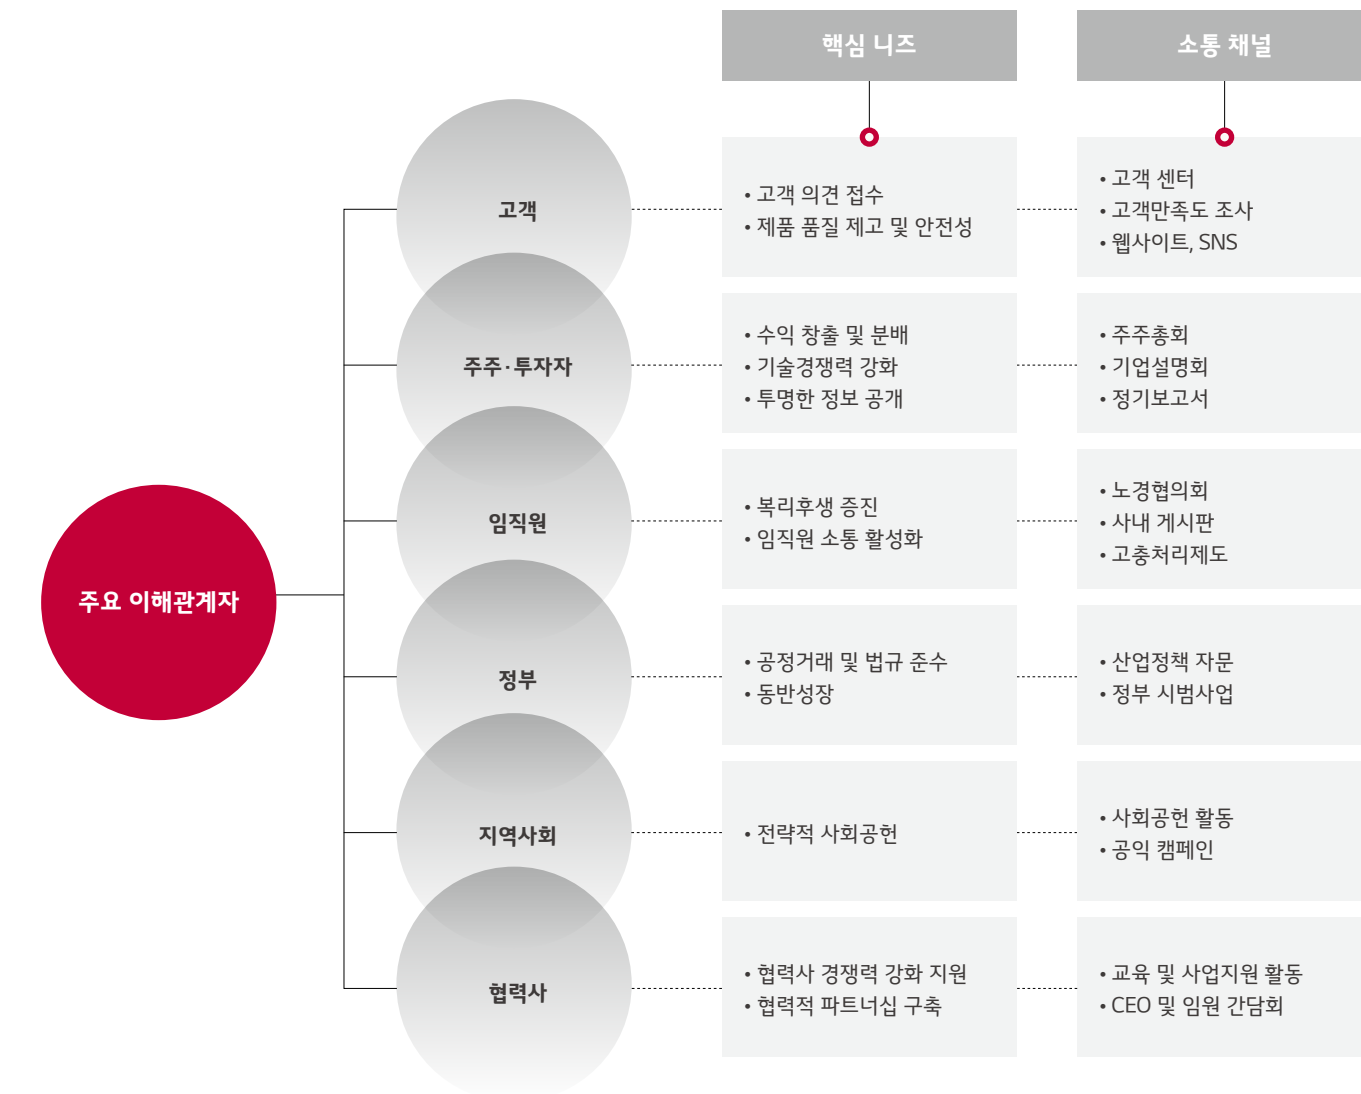 핵심 니즈
소통 채널
주요 이해관계자
고객
• 고객 의견 접수
• 제품 품질 제고 및 안전성
• 고객 센터
• 고객만족도 조사
• 웹사이트, SNS
주주·투자자
• 수익 창출 및 분배
• 기술경쟁력 강화
• 투명한 정보 공개
• 주주총회
• 기업설명회
• 정기보고서
임직원
• 복리후생 증진
• 임직원 소통 활성화
• 노경협의회
• 사내 게시판
• 고충처리제도
정부
• 공정거래 및 법규 준수
• 동반성장
• 산업정책 자문
• 정부 시범사업
지역사회
• 전략적 사회공헌
• 사회공헌 활동
• 공익 캠페인
협력사
• 협력사 경쟁력 강화 지원
• 협력적 파트너십 구축
• 교육 및 사업지원 활동
• CEO 및 임원 간담회